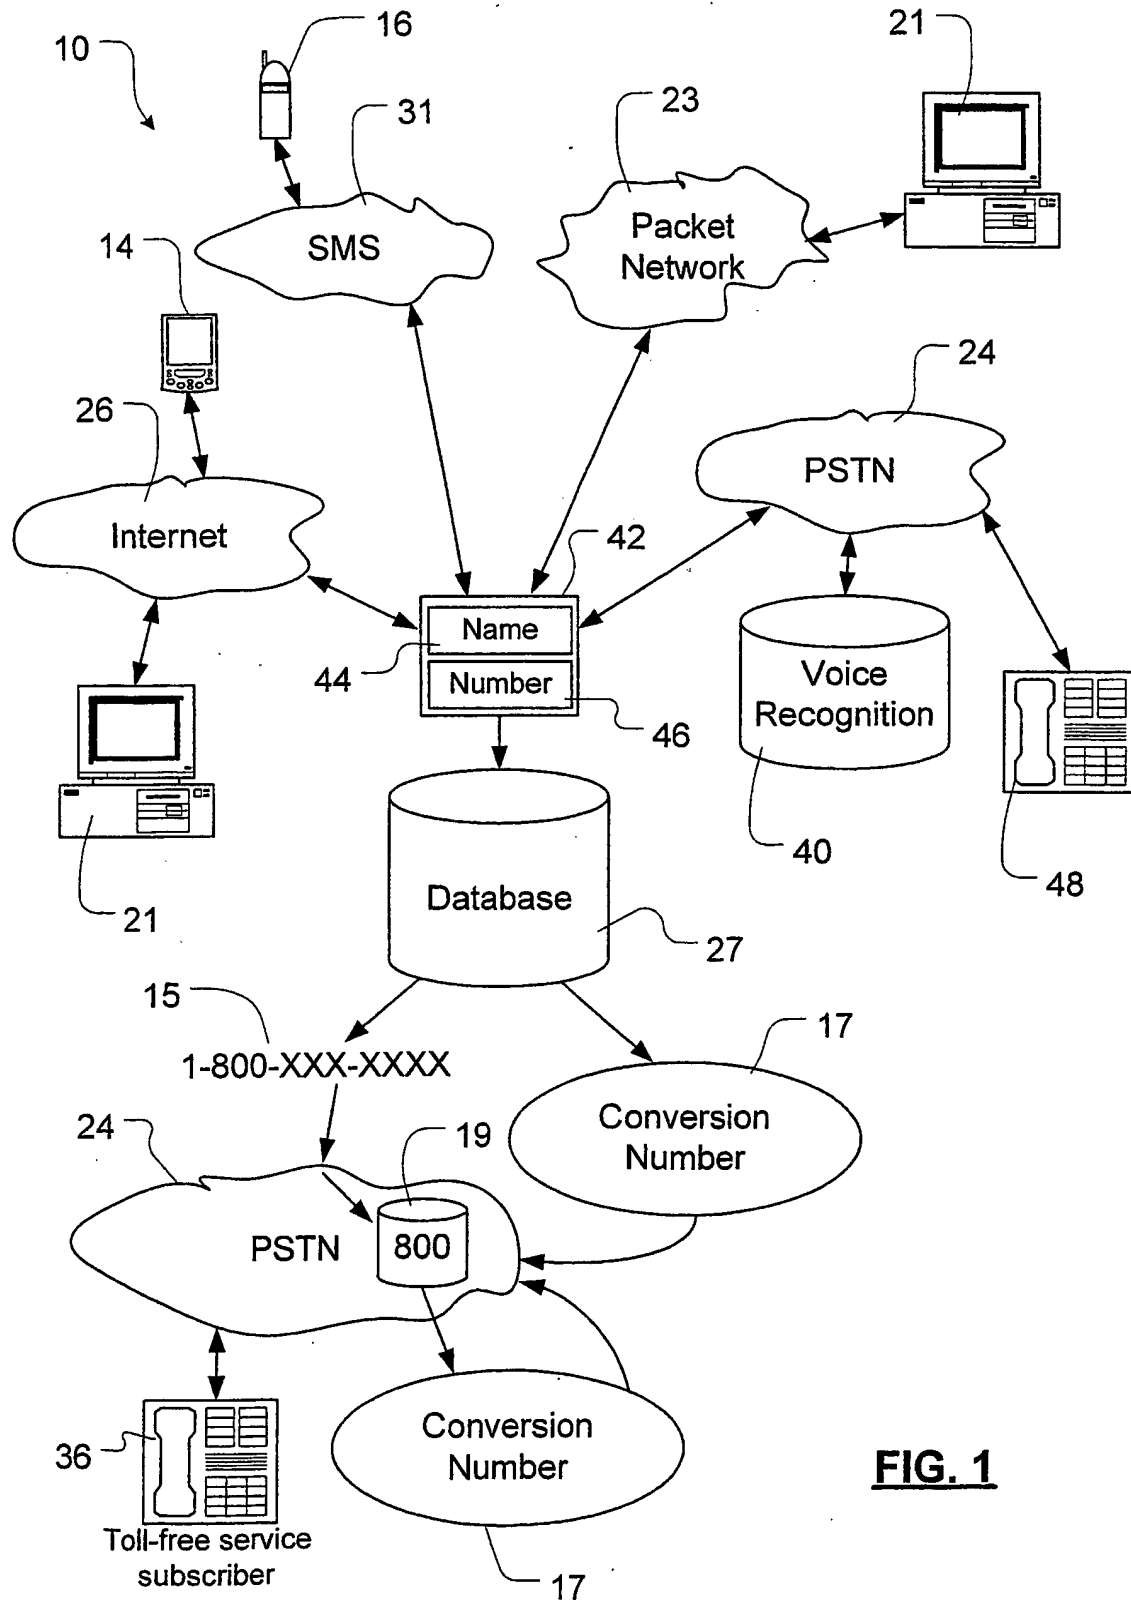 10
16
21
31
23
SMS
Packet
Network
14
24
26
PSTN
Internet
42
Name
44
Number
46
Voice
Recognition
40
48
21
Database
27
15
17
1-800-XXX-XXXX
Conversion
Number
24
19
PSTN
800
Conversion
Number
36
FIG. 1
Toll-free service
subscriber
17